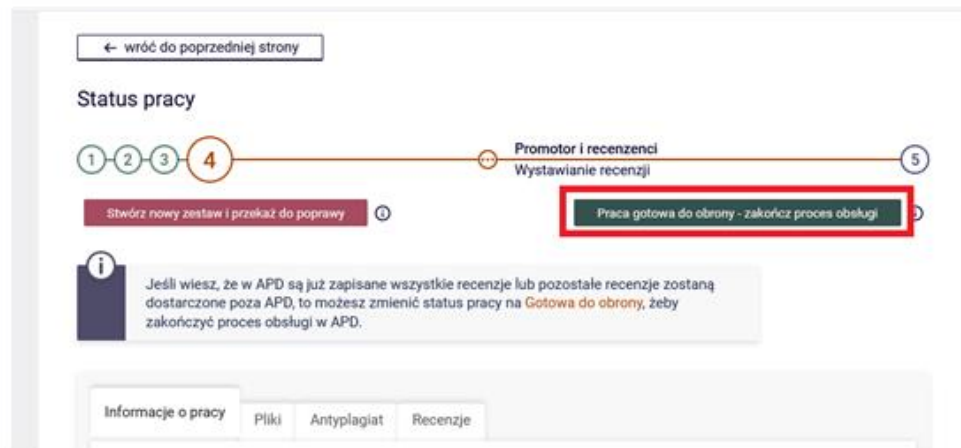 ← wróć do poprzedniej strony
Status pracy
1 2 3 4
Promotor i recenzenci
Wystawianie recenzji
5
Stwórz nowy zestaw i przekaż do poprawy
Praca gotowa do obrony - zakończ proces obsługi
Jeśli wiesz, że w APD są już zapisane wszystkie recenzje lub pozostałe recenzje zostaną
dostarczone poza APD, to możesz zmienić status pracy na Gotowa do obrony, żeby
zakończyć proces obsługi w APD.
Informacje o pracy Pliki Antyplagiat Recenzje